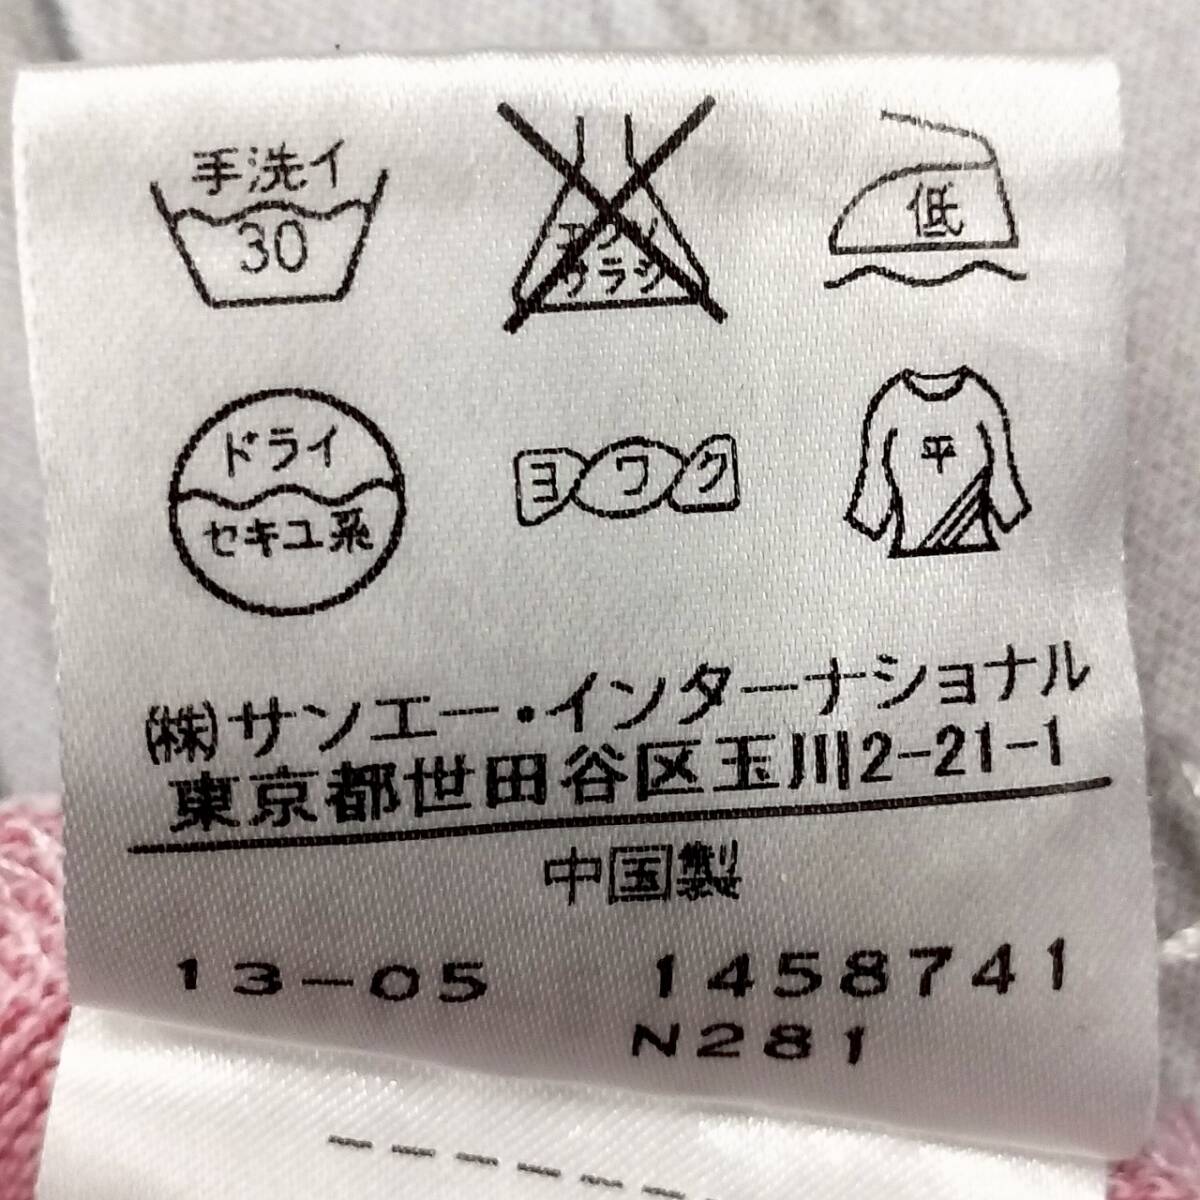 手洗イ
30
エンソ
サラシ
低
ドライ
セキユ系
ヨワク
平
(株)サンエー・インターナショナル
東京都世田谷区玉川2-21-1
中国製
13-05 1458741
N281